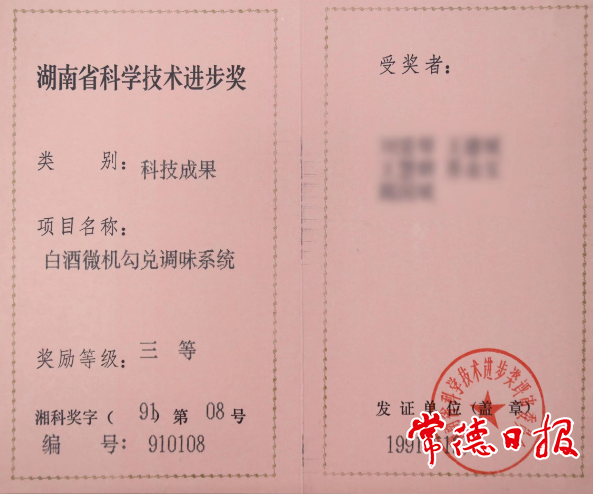 湖南省科学技术进步奖
类 别：科技成果
项目名称：
白酒微机勾兑调味系统
奖励等级：三 等
湘科奖字（91）第08号
编 号：910108
受奖者：
发证单位（盖 章）
1991
常德日报